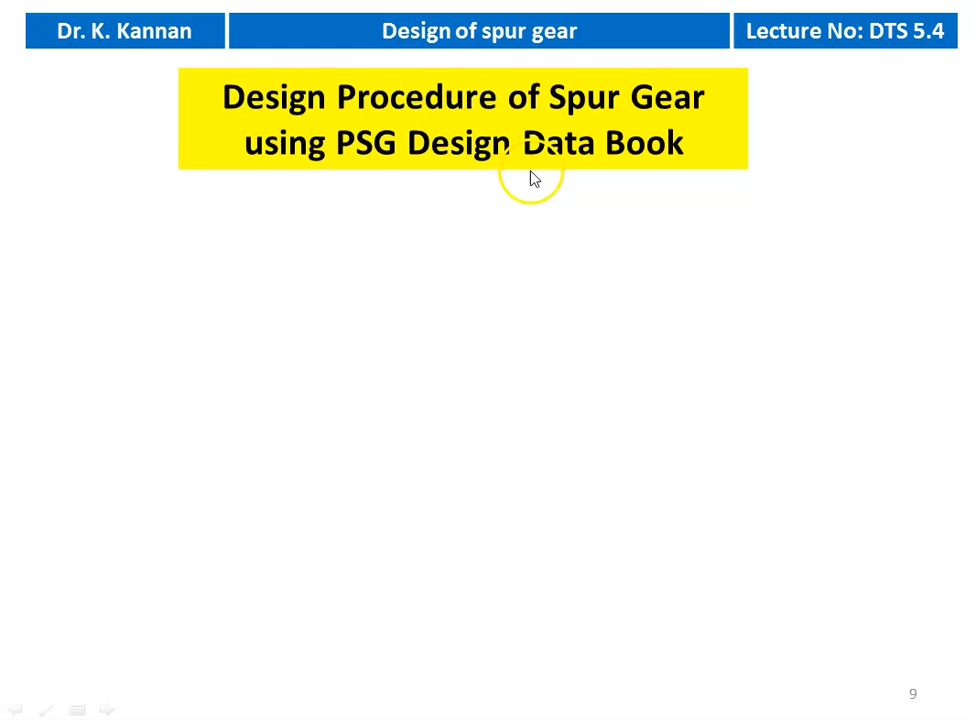 Dr. K. Kannan
Design of spur gear
Lecture No: DTS 5.4
Design Procedure of Spur Gear
using PSG Design Data Book
9